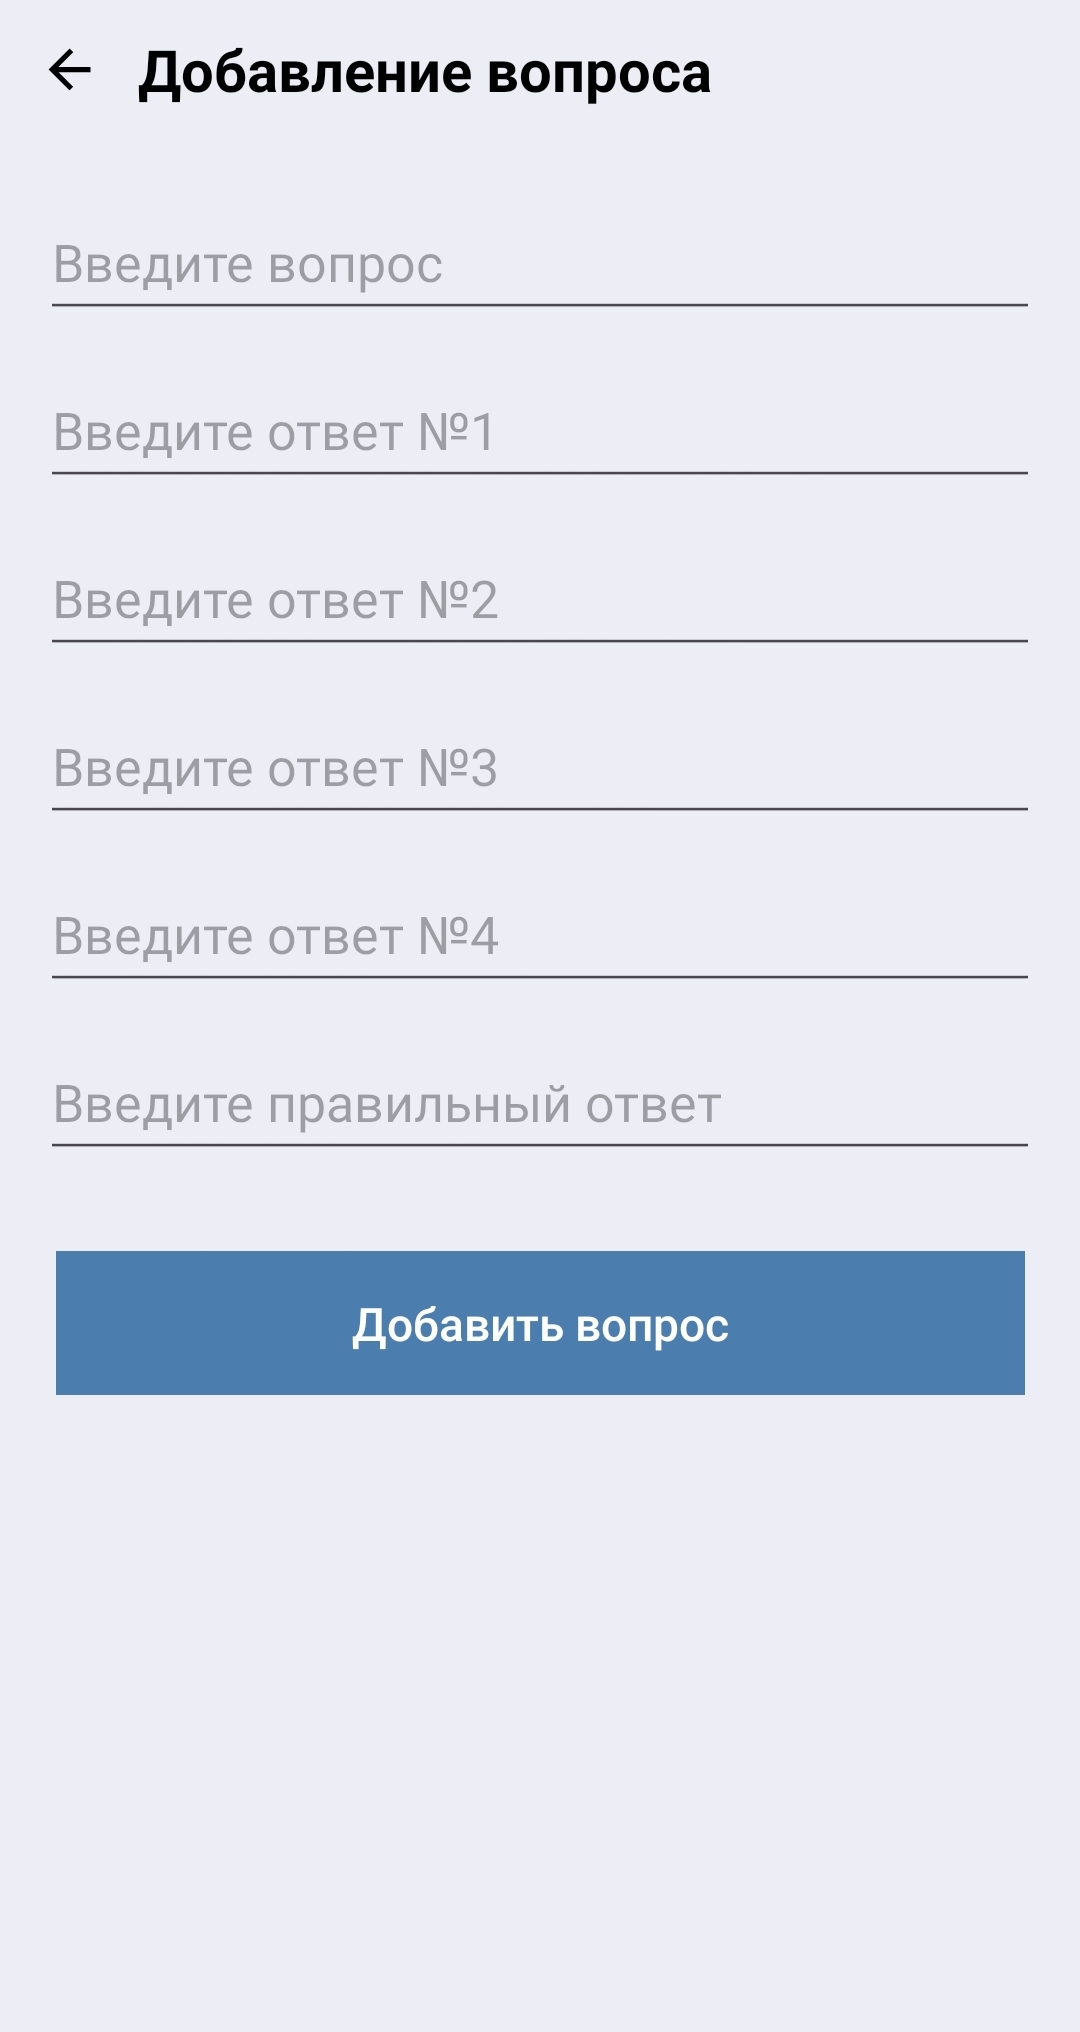 Добавление вопроса
Введите вопрос
Введите ответ №1
Введите ответ №2
Введите ответ №3
Введите ответ №4
Введите правильный ответ
Добавить вопрос